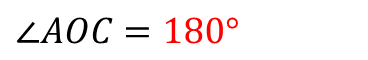 ∠AOC = 180°